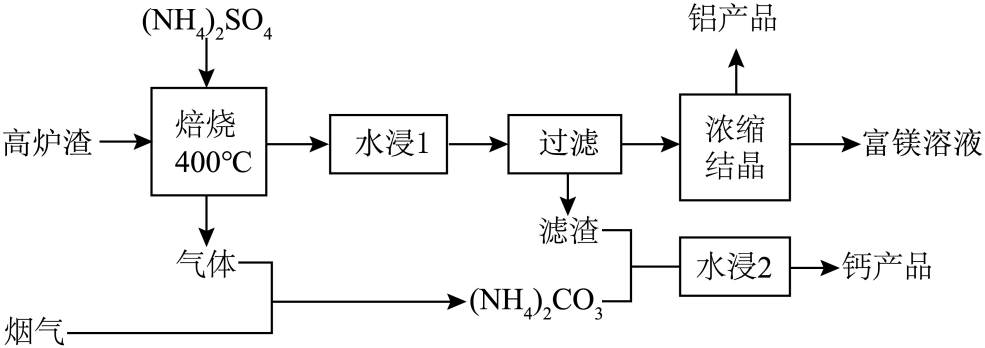 (NH₄)₂SO₄
铝产品
高炉渣
焙烧
400℃
水浸1
过滤
浓缩
结晶
富镁溶液
气体
滤渣
水浸2
钙产品
(NH₄)₂CO₃
烟气